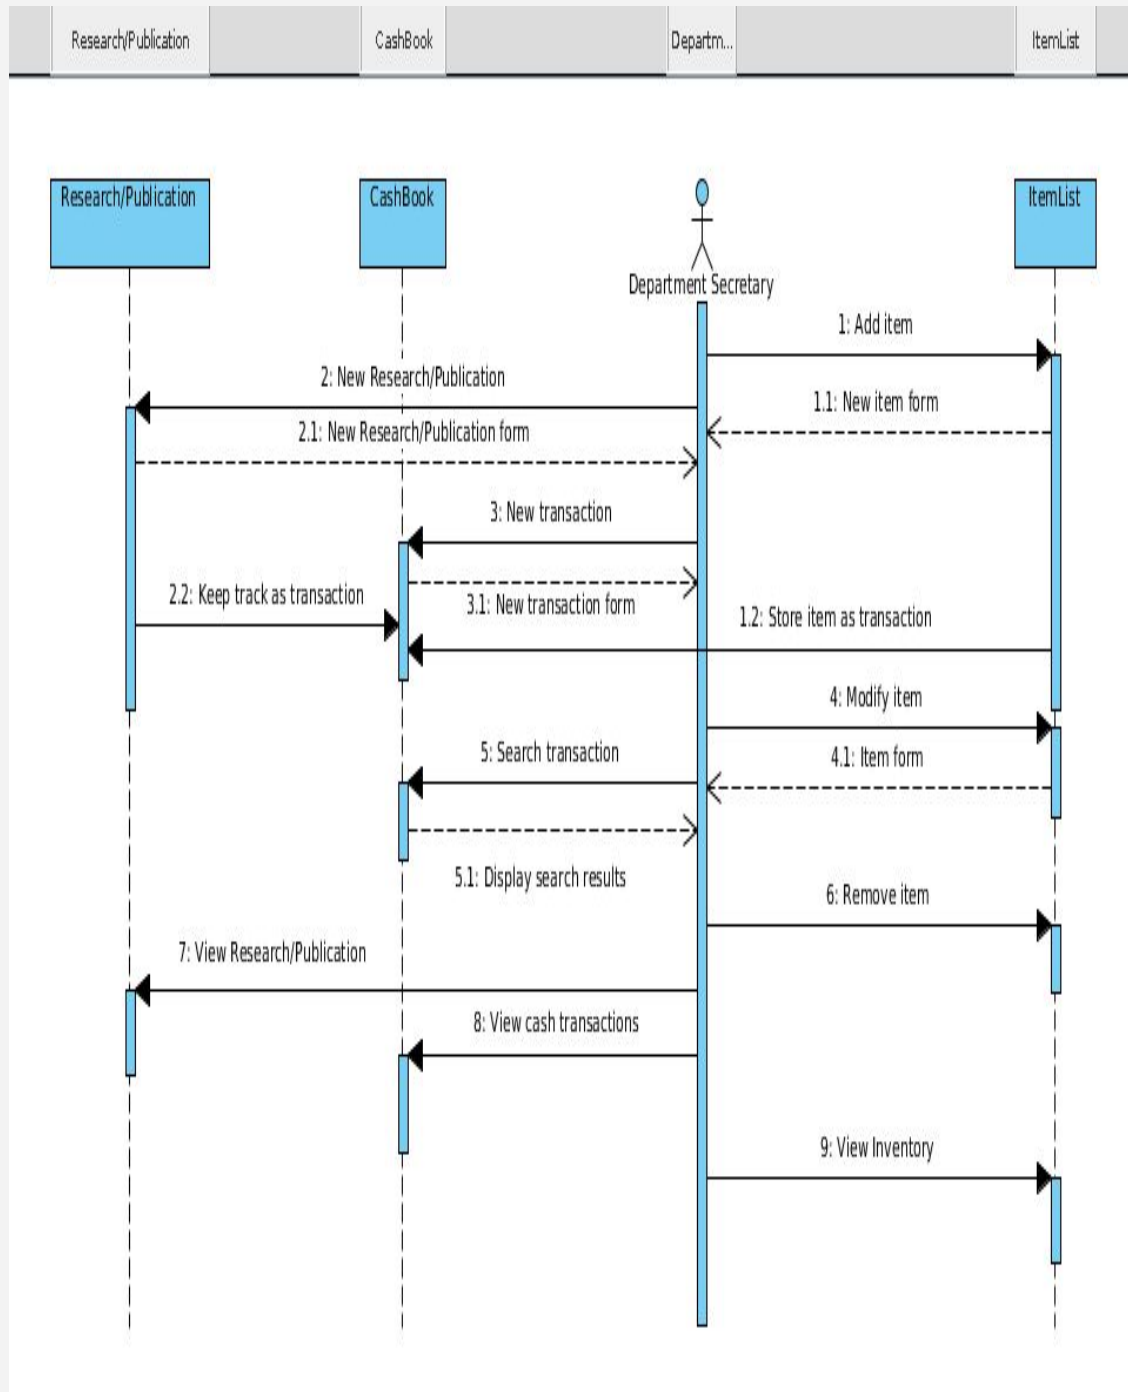 Research/Publication
CashBook
Departm...
ItemList
Research/Publication
CashBook
ItemList
Department Secretary
1: Add item
2: New Research/Publication
1.1: New item form
2.1: New Research/Publication form
3: New transaction
2.2: Keep track as transaction
3.1: New transaction form
1.2: Store item as transaction
4: Modify item
5: Search transaction
4.1: Item form
5.1: Display search results
6: Remove item
7: View Research/Publication
8: View cash transactions
9: View Inventory